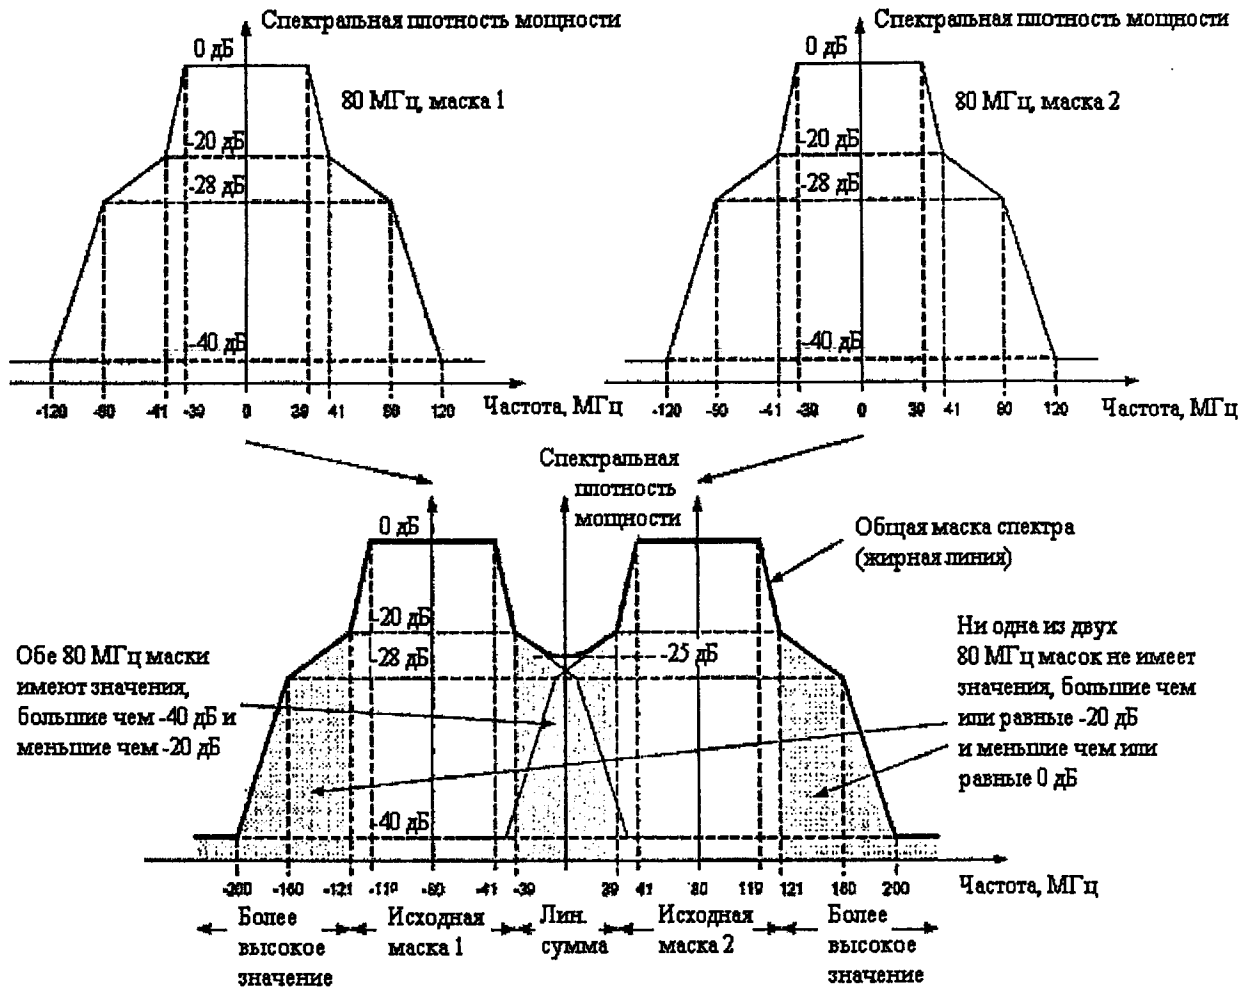 Спектральная плотность мощности
0 дБ
80 МГц, маска 1
-20 дБ
-28 дБ
-40 дБ
-120 -80 -41 -39 0 39 41 80 120
Частота, МГц
Спектральная плотность мощности
0 дБ
80 МГц, маска 2
-20 дБ
-28 дБ
-40 дБ
-120 -80 -41 -39 0 39 41 80 120
Частота, МГц
Спектральная
плотность
мощности
0 дБ
-20 дБ
-28 дБ
-25 дБ
-40 дБ
Общая маска спектра
(жирная линия)
Обе 80 МГц маски
имеют значения,
большие чем -40 дБ и
меньшие чем -20 дБ
Ни одна из двух
80 МГц масок не имеет
значения, большие чем
или равные -20 дБ
и меньшие чем или
равные 0 дБ
-200 -160 -121 -119 -80 -41 -39 39 41 80 119 121 160 200
Частота, МГц
Более
высокое
значение
Исходная
маска 1
Лин.
сумма
Исходная
маска 2
Более
высокое
значение